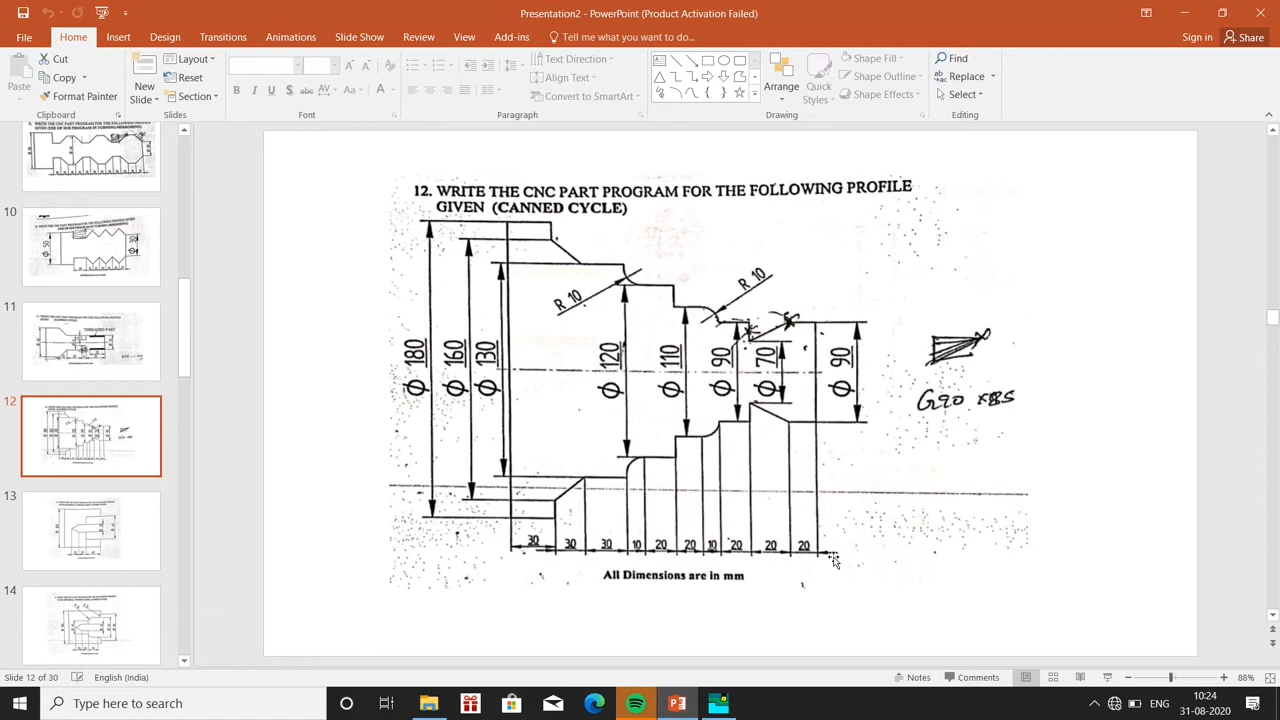 Presentation2 - PowerPoint (Product Activation Failed)
File Home Insert Design Transitions Animations Slide Show Review View Add-ins Tell me what you want to do... Sign in Share
Paste Cut Copy Format Painter
Clipboard
New Slide Layout Reset Section
Slides
B I U S abc AV Aa A
Font
Text Direction
Align Text
Convert to SmartArt
Paragraph
Arrange Quick Styles Shape Fill Shape Outline Shape Effects
Drawing
Find
Replace
Select
Editing
10
11
12
13
14
12. WRITE THE CNC PART PROGRAM FOR THE FOLLOWING PROFILE
GIVEN (CANNED CYCLE)
R 10
R 10
Φ 180
Φ 160
Φ 130
Φ 120
Φ 110
Φ 90
Φ 70
Φ 90
G90 X85
30 30 30 10 20 20 10 20 20 20
All Dimensions are in mm
Slide 12 of 30 English (India) Notes Comments 88%
Type here to search ENG 10:24
31-08-2020